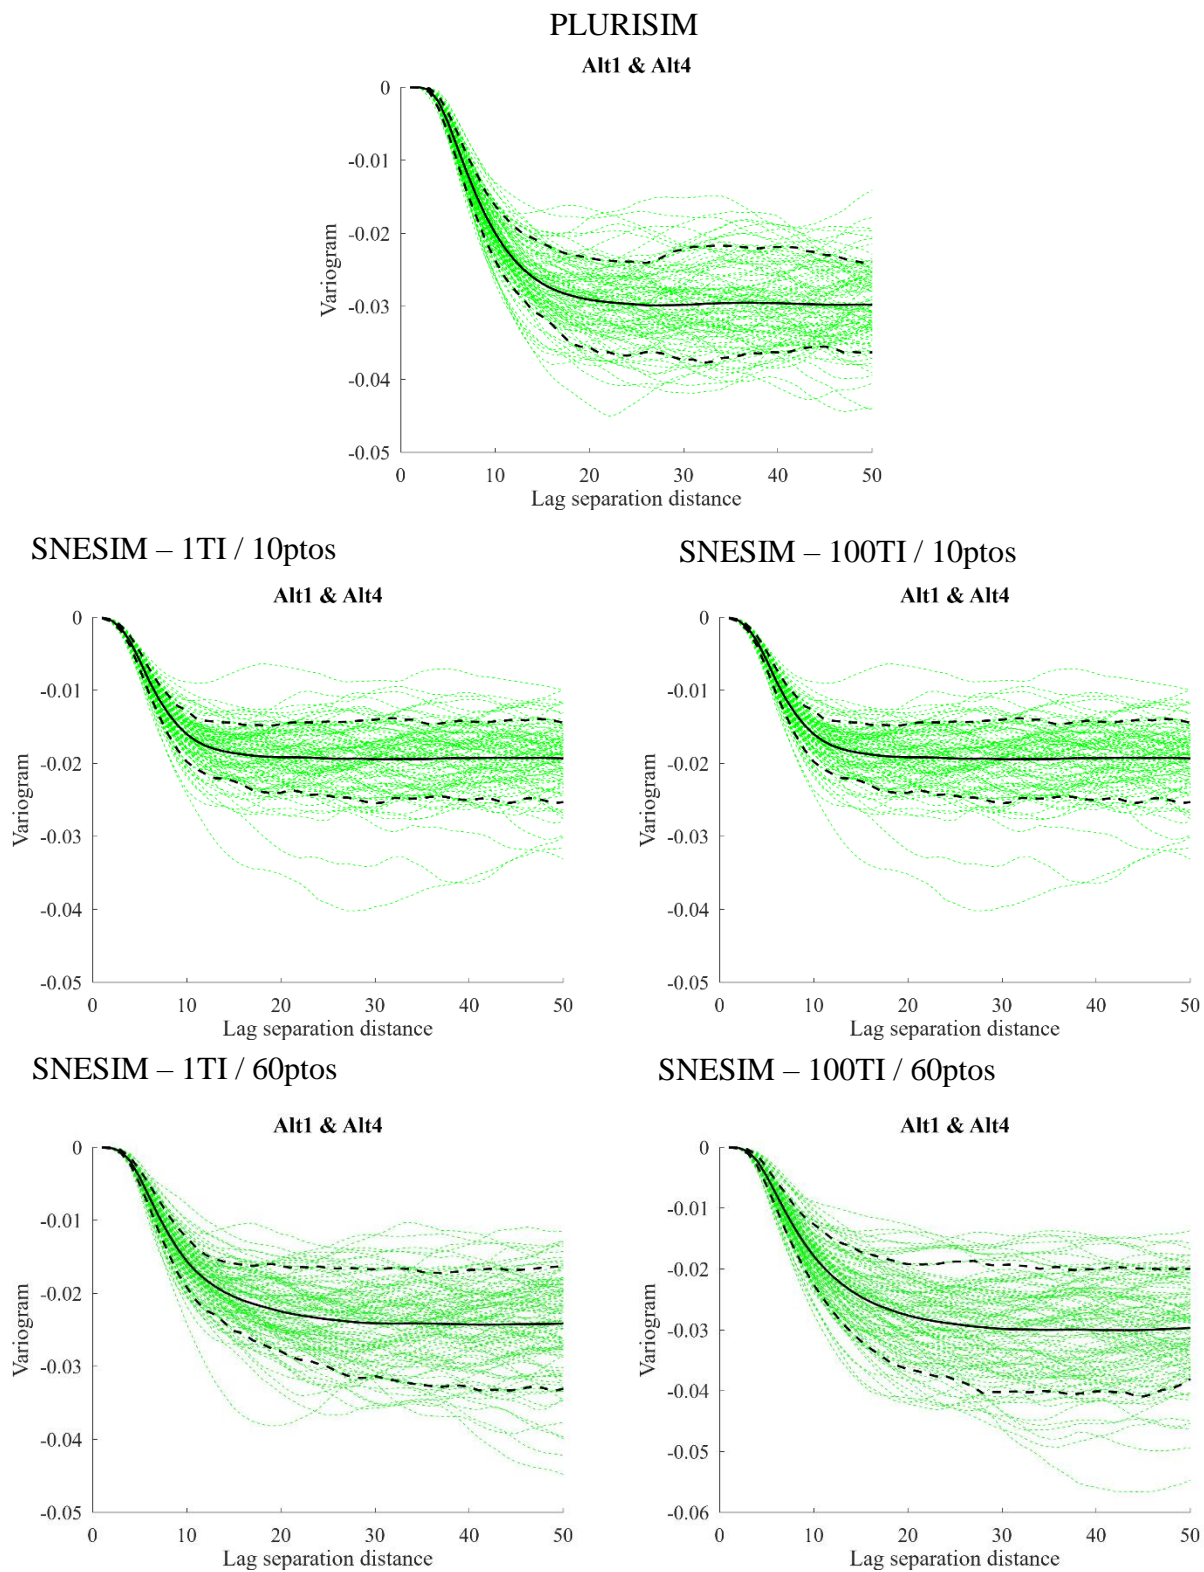 PLURISIM
Alt1 & Alt4
0
-0.01
-0.02
-0.03
-0.04
-0.05
Variogram
0 10 20 30 40 50
Lag separation distance
SNESIM – 1TI / 10ptos
Alt1 & Alt4
0
-0.01
-0.02
-0.03
-0.04
-0.05
Variogram
0 10 20 30 40 50
Lag separation distance
SNESIM – 100TI / 10ptos
Alt1 & Alt4
0
-0.01
-0.02
-0.03
-0.04
-0.05
Variogram
0 10 20 30 40 50
Lag separation distance
SNESIM – 1TI / 60ptos
Alt1 & Alt4
0
-0.01
-0.02
-0.03
-0.04
-0.05
Variogram
0 10 20 30 40 50
Lag separation distance
SNESIM – 100TI / 60ptos
Alt1 & Alt4
0
-0.01
-0.02
-0.03
-0.04
-0.05
-0.06
Variogram
0 10 20 30 40 50
Lag separation distance